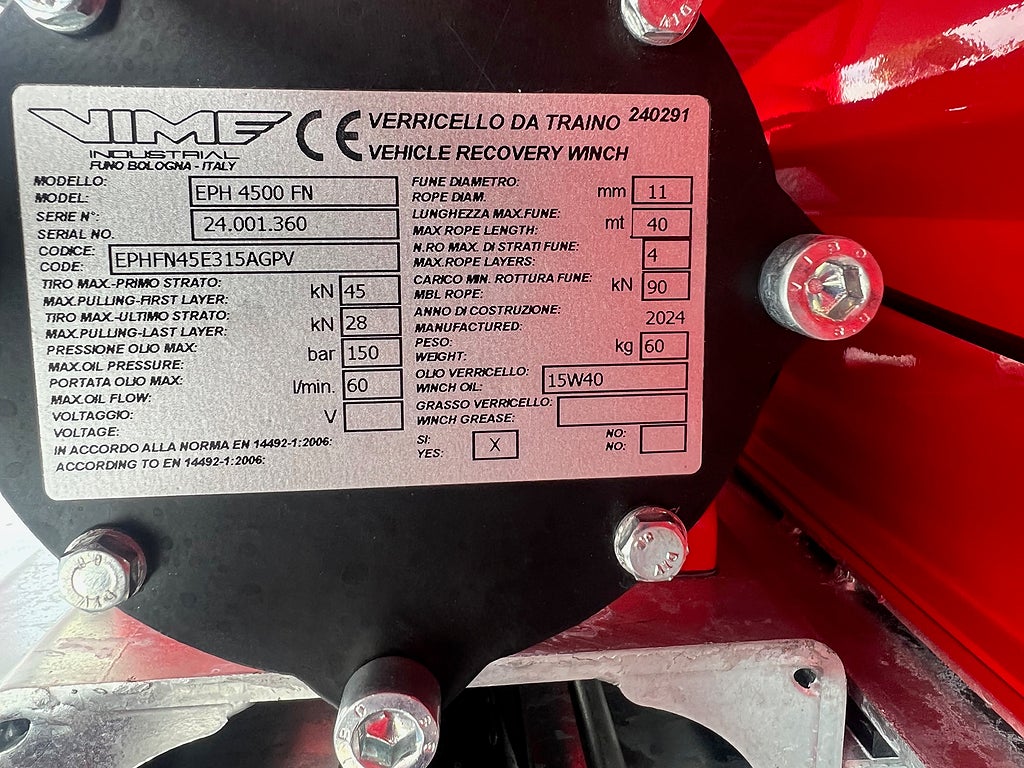 VIME
INDUSTRIAL
FUNO BOLOGNA - ITALY
CE
VERRICELLO DA TRAINO 240291
VEHICLE RECOVERY WINCH
MODELLO:
MODEL: EPH 4500 FN
SERIE N°:
SERIAL NO. 24.001.360
CODICE:
CODE: EPHFN45E315AGPV
TIRO MAX.-PRIMO STRATO:
MAX.PULLING-FIRST LAYER: kN 45
TIRO MAX.-ULTIMO STRATO:
MAX.PULLING-LAST LAYER: kN 28
PRESSIONE OLIO MAX:
MAX.OIL PRESSURE: bar 150
PORTATA OLIO MAX:
MAX.OIL FLOW: l/min. 60
VOLTAGGIO:
VOLTAGE: V
IN ACCORDO ALLA NORMA EN 14492-1:2006:
ACCORDING TO EN 14492-1:2006:
FUNE DIAMETRO:
ROPE DIAM. mm 11
LUNGHEZZA MAX.FUNE:
MAX ROPE LENGTH: mt 40
N.RO MAX. DI STRATI FUNE:
MAX.ROPE LAYERS: 4
CARICO MIN. ROTTURA FUNE:
MBL ROPE: kN 90
ANNO DI COSTRUZIONE:
MANUFACTURED: 2024
PESO:
WEIGHT: kg 60
OLIO VERRICELLO:
WINCH OIL: 15W40
GRASSO VERRICELLO:
WINCH GREASE:
SI:
YES: X
NO:
NO: